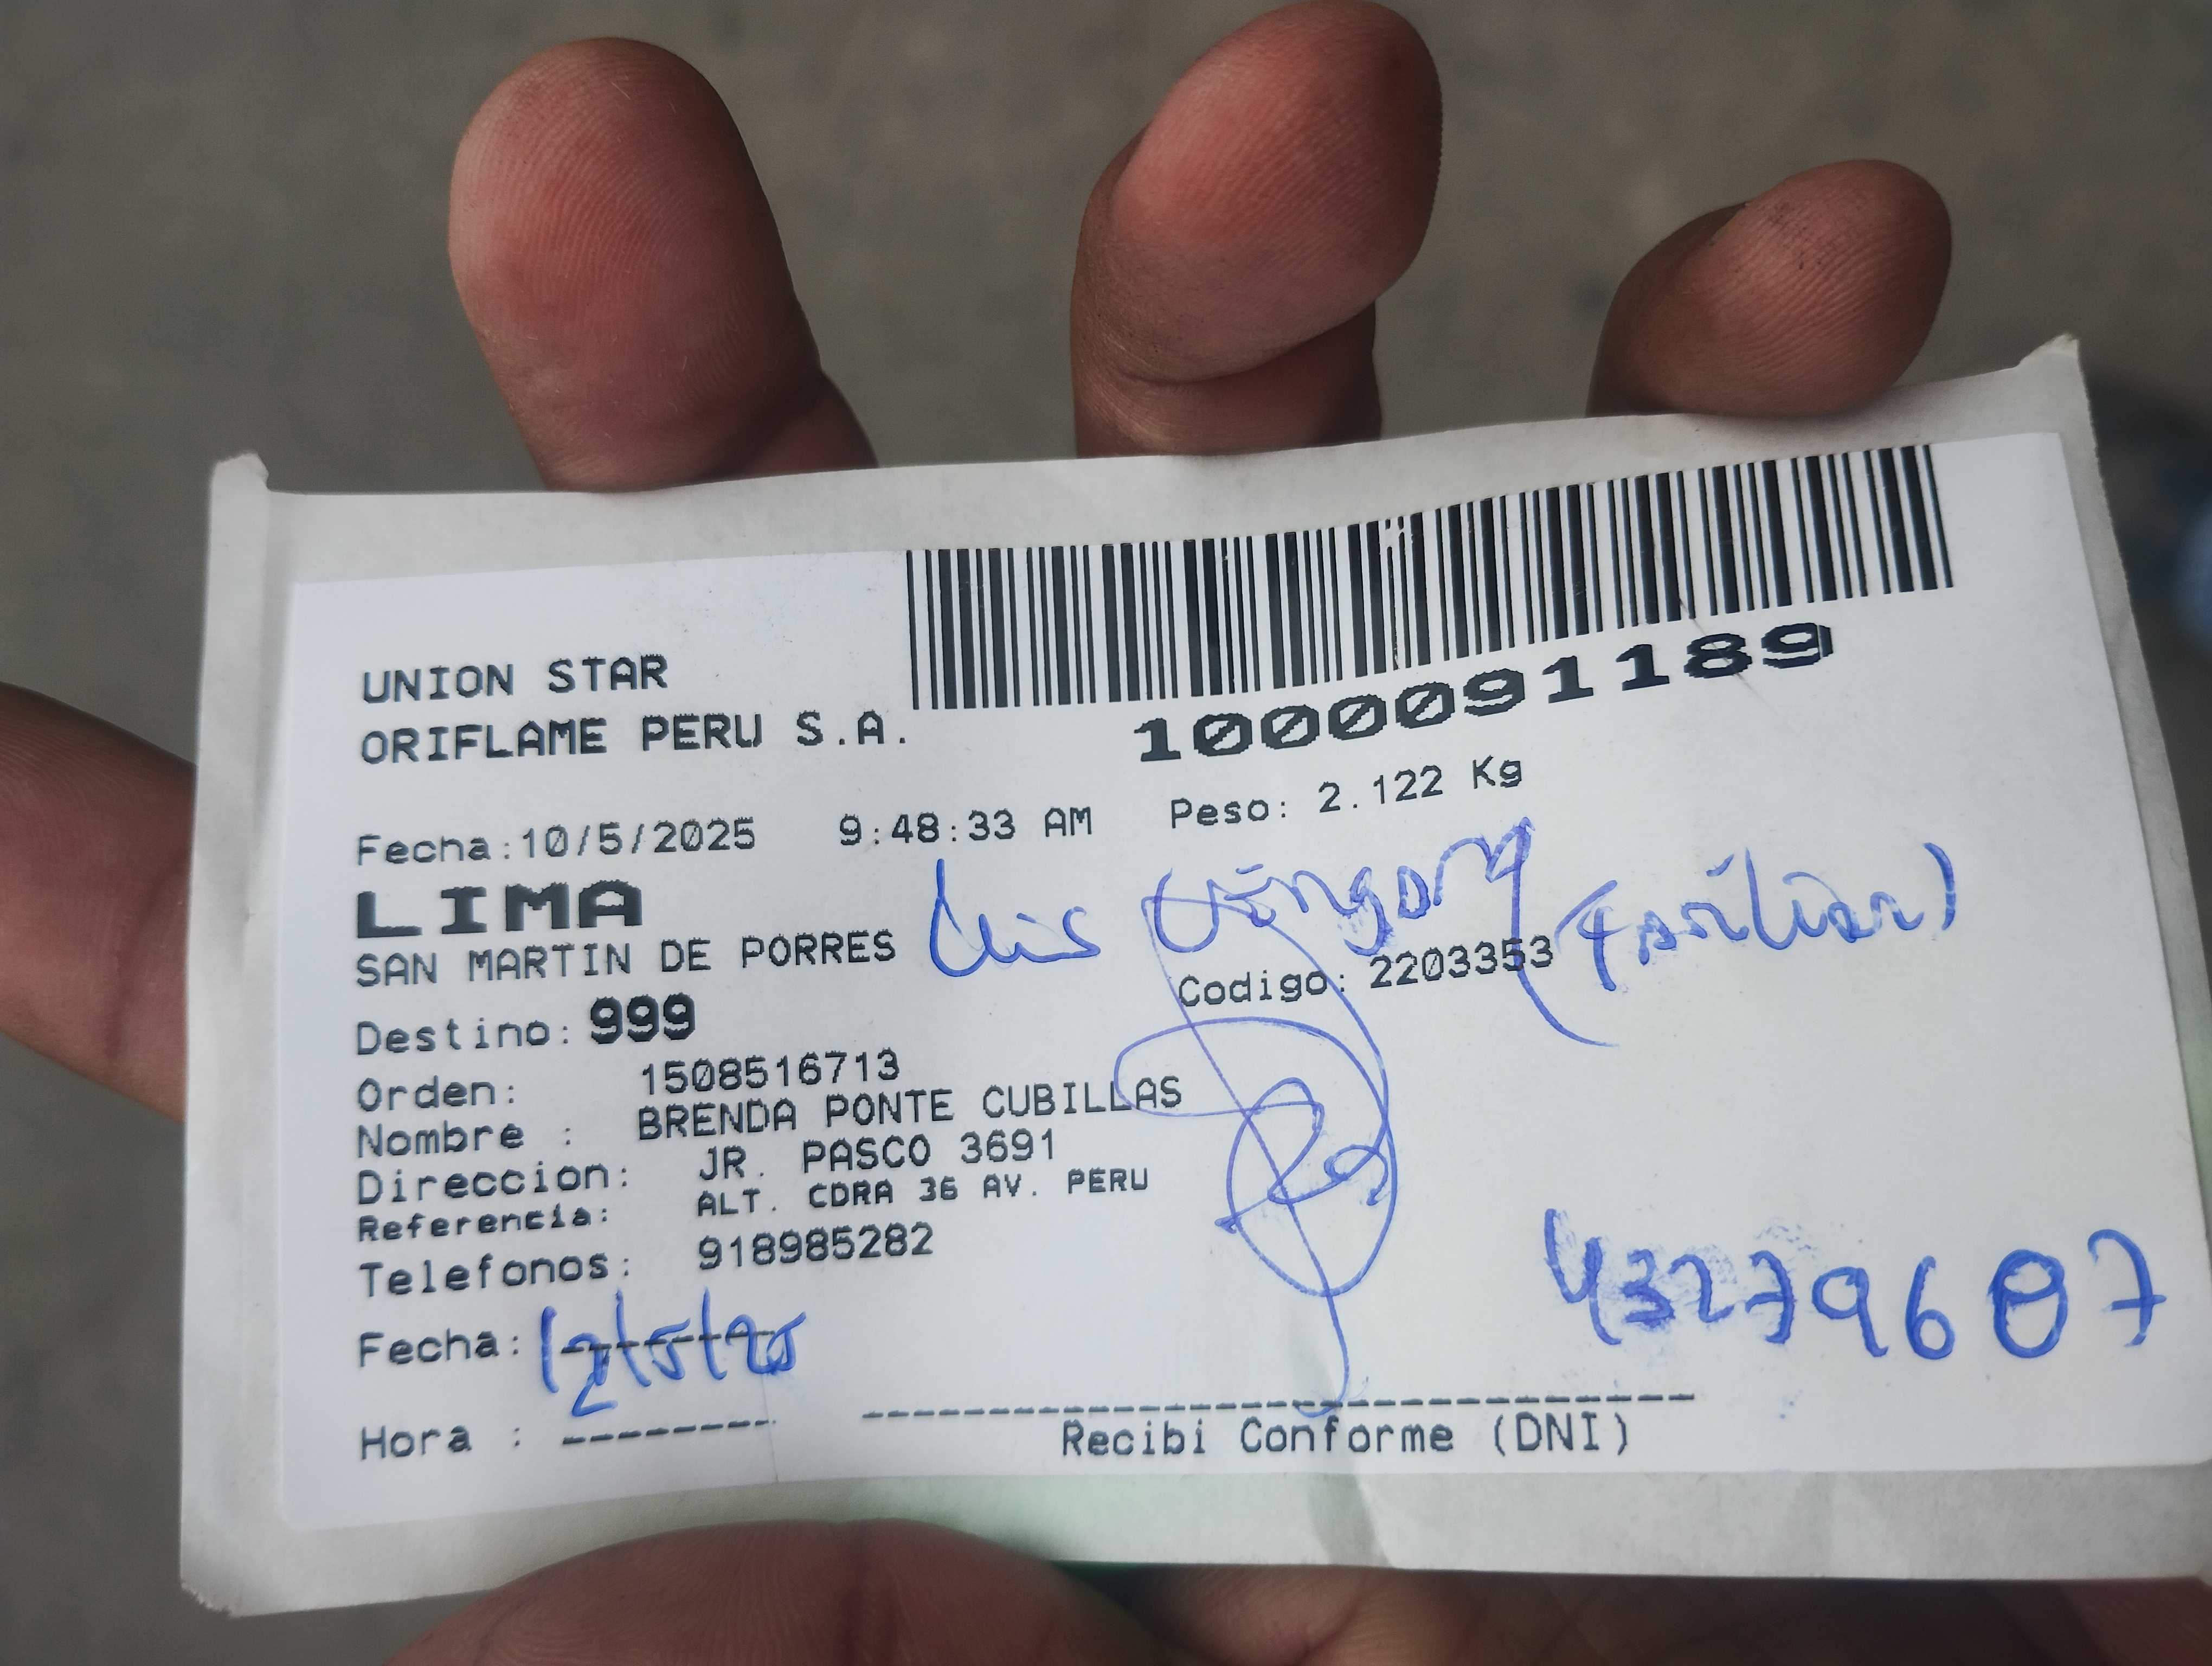 UNION STAR
ORIFLAME PERU S.A.
1000091189
Fecha:10/5/2025 9:48:33 AM Peso: 2.122 Kg
LIMA
SAN MARTIN DE PORRES Luis (Familiar)
Codigo: 2203353
Destino: 999
Orden: 1508516713
Nombre : BRENDA PONTE CUBILLAS
Direccion: JR. PASCO 3691
Referencia: ALT. CDRA 36 AV. PERU
Telefonos: 918985282
43279607
Fecha: 12/5/25
Hora :
Recibi Conforme (DNI)